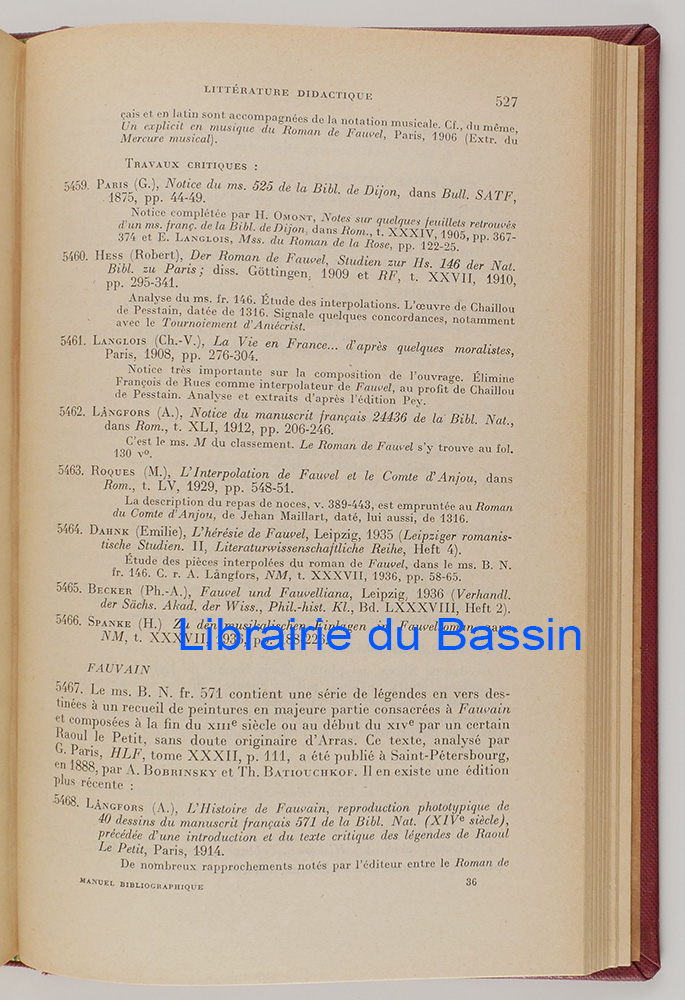 LITTÉRATURE DIDACTIQUE 527
çais et en latin sont accompagnées de la notation musicale. Cf., du même,
Un explicit en musique du Roman de Fauvel, Paris, 1906 (Extr. du
Mercure musical).
TRAVAUX CRITIQUES :
5459. PARIS (G.), Notice du ms. 525 de la Bibl. de Dijon, dans Bull. SATF,
1875, pp. 44-49.
Notice complétée par H. OMONT, Notes sur quelques feuillets retrouvés
d'un ms. franç. de la Bibl. de Dijon, dans Rom., t. XXXIV, 1905, pp. 367-
374 et E. LANGLOIS, Mss. du Roman de la Rose, pp. 122-25.
5460. HESS (Robert), Der Roman de Fauvel, Studien zur Hs. 146 der Nat.
Bibl. zu Paris; diss. Göttingen, 1909 et RF, t. XXVII, 1910,
pp. 295-341.
Analyse du ms. fr. 146. Étude des interpolations. L'œuvre de Chaillou
de Pesstain, datée de 1316. Signale quelques concordances, notamment
avec le Tournoiement d'Antécrist.
5461. LANGLOIS (Ch.-V.), La Vie en France... d'après quelques moralistes,
Paris, 1908, pp. 276-304.
Notice très importante sur la composition de l'ouvrage. Élimine
François de Rues comme interpolateur de Fauvel, au profit de Chaillou
de Pesstain. Analyse et extraits d'après l'édition Pey.
5462. LÅNGFORS (A.), Notice du manuscrit français 24436 de la Bibl. Nat.,
dans Rom., t. XLI, 1912, pp. 206-246.
C'est le ms. M du classement. Le Roman de Fauvel s'y trouve au fol.
130 vº.
5463. ROQUES (M.), L'Interpolation de Fauvel et le Comte d'Anjou, dans
Rom., t. LV, 1929, pp. 548-51.
La description du repas de noces, v. 389-443, est empruntée au Roman
du Comte d'Anjou, de Jehan Maillart, daté, lui aussi, de 1316.
5464. DAHNK (Emilie), L'hérésie de Fauvel, Leipzig, 1935 (Leipziger romanis-
tische Studien. II, Literaturwissenschaftliche Reihe, Heft 4).
Étude des pièces interpolées du roman de Fauvel, dans le ms. B. N.
fr. 146. C. r. A. Långfors, NM, t. XXXVII, 1936, pp. 58-65.
5465. BECKER (Ph.-A.), Fauvel und Fauvelliana, Leipzig, 1936 (Verhandl.
der Sächs. Akad. der Wiss., Phil.-hist. Kl., Bd. LXXXVIII, Heft 2).
5466. SPANKE (H.) Zu den musikalischen Einlagen im Fauvelroman,
NM, t. XXXVII, 1936, pp. 188-226.
Librairie du Bassin
FAUVAIN
5467. Le ms. B. N. fr. 571 contient une série de légendes en vers des-
tinées à un recueil de peintures en majeure partie consacrées à Fauvain
et composées à la fin du XIIIe siècle ou au début du XIVe par un certain
Raoul le Petit, sans doute originaire d'Arras. Ce texte, analysé par
G. Paris, HLF, tome XXXII, p. 111, a été publié à Saint-Pétersbourg,
en 1888, par A. BOBRINSKY et Th. BATIOUCHKOF. Il en existe une édition
plus récente :
5468. LÅNGFORS (A.), L'Histoire de Fauvain, reproduction phototypique de
40 dessins du manuscrit français 571 de la Bibl. Nat. (XIVe siècle),
précédée d'une introduction et du texte critique des légendes de Raoul
Le Petit, Paris, 1914.
De nombreux rapprochements notés par l'éditeur entre le Roman de
MANUEL BIBLIOGRAPHIQUE 36